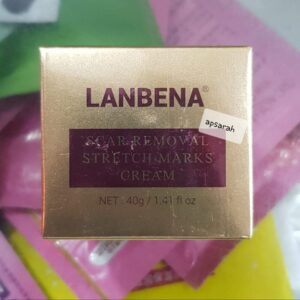 LANBENA®
apsarah
SCAR REMOVAL
STRETCH MARKS
CREAM
NET : 40g / 1.41 fl oz